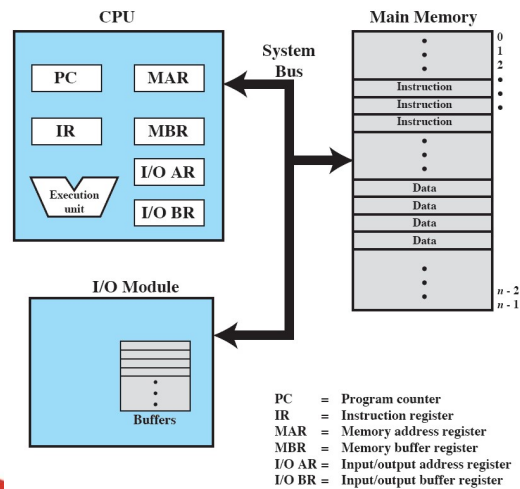 CPU
Main Memory
System
Bus
PC
MAR
IR
MBR
Execution
unit
I/O AR
I/O BR
0
1
2
Instruction
Instruction
Instruction
Data
Data
Data
Data
n - 2
n - 1
I/O Module
Buffers
PC = Program counter
IR = Instruction register
MAR = Memory address register
MBR = Memory buffer register
I/O AR = Input/output address register
I/O BR = Input/output buffer register